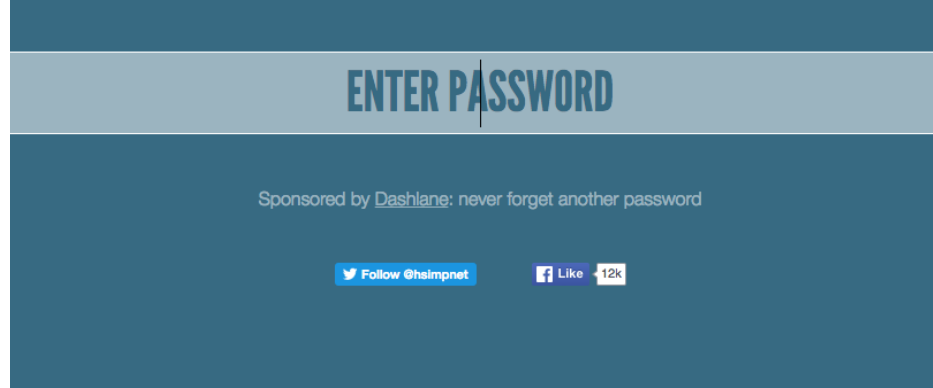 ENTER PASSWORD
Sponsored by Dashlane: never forget another password
Follow @hsimpnet Like 12k